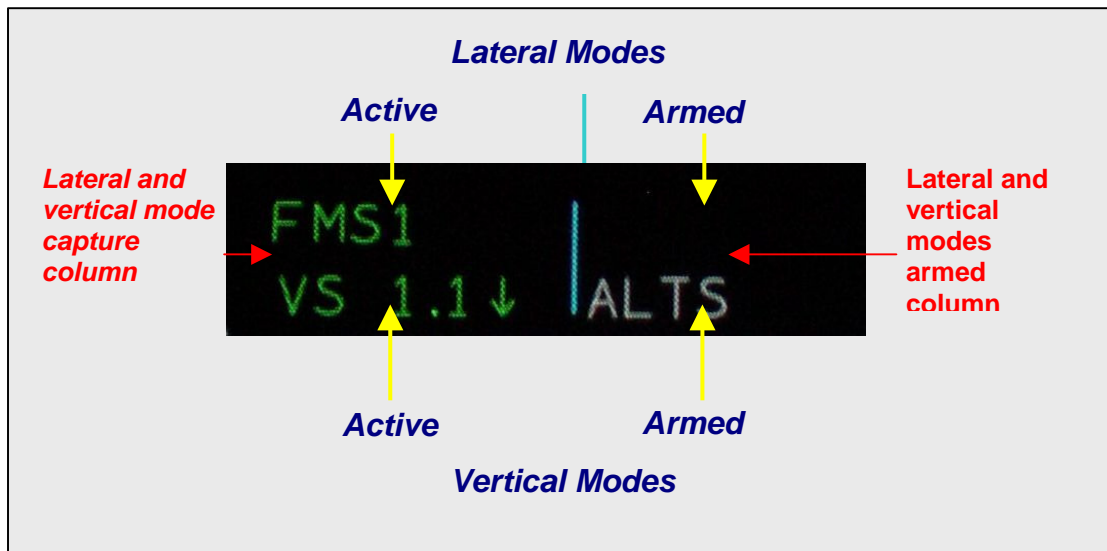 Lateral Modes
Active Armed
Lateral and
vertical mode
capture
column
FMS1
VS 1.1↓ ALTS
Lateral and
vertical
modes
armed
column
Active Armed
Vertical Modes